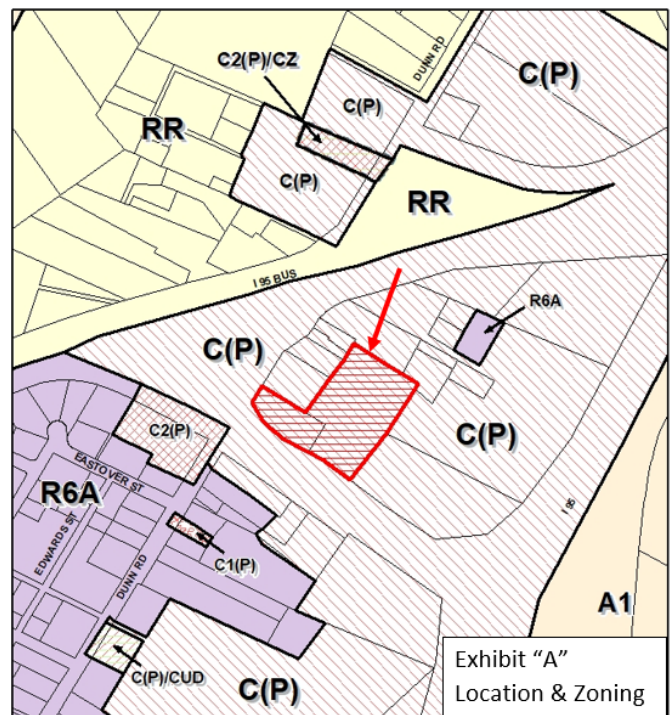 DUNN RD
C2(P)/CZ
C(P)
C(P)
RR
C(P)
RR
I 95 BUS
R6A
C(P)
C(P)
C2(P)
EASTOVER ST
R6A
I 95
EDWARDS ST
DUNN RD
C1(P)
A1
C(P)/CUD
C(P)
Exhibit “A”
Location & Zoning